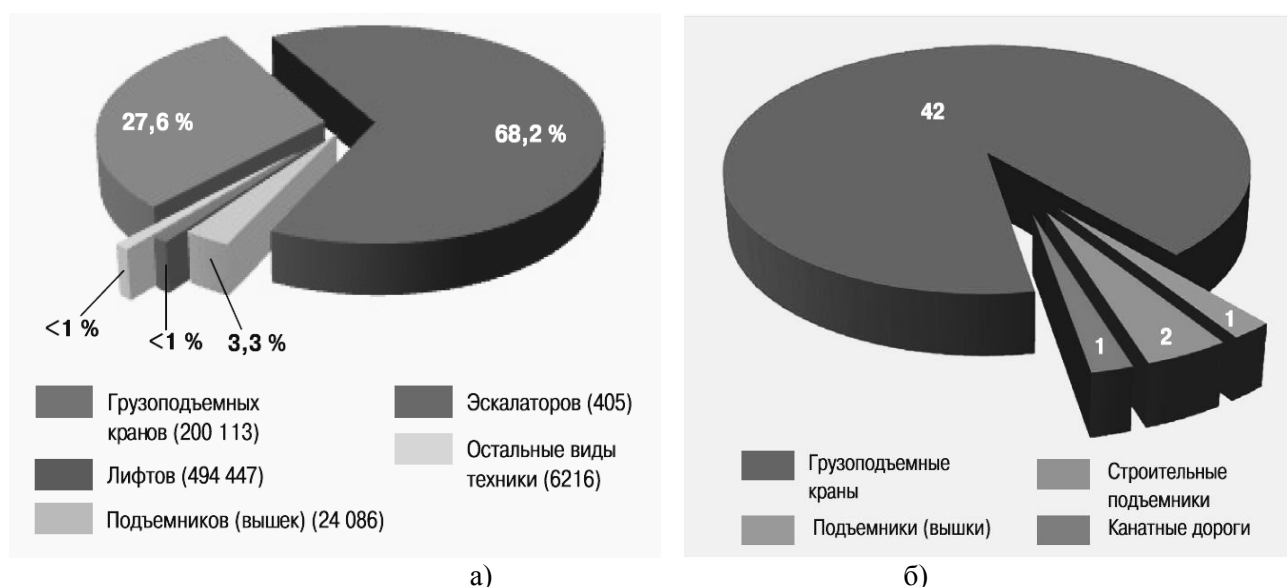 27,6 %
68,2 %
<1 %
<1 %
3,3 %
Грузоподъемных
кранов (200 113)
Лифтов (494 447)
Подъемников (вышек) (24 086)
Эскалаторов (405)
Остальные виды
техники (6216)
а)
42
1
2
1
Грузоподъемные
краны
Подъемники (вышки)
Строительные
подъемники
Канатные дороги
б)